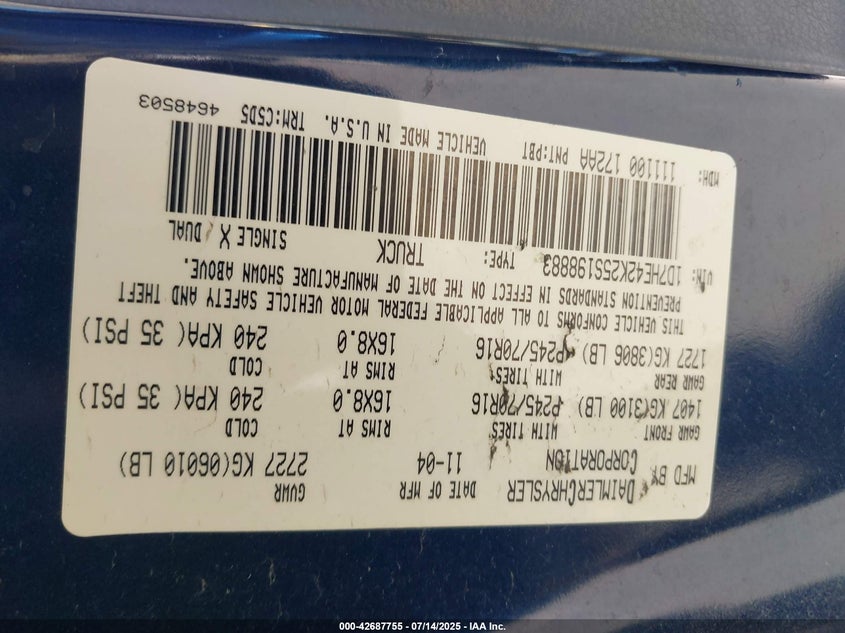 MFD BY DAIMLERCHRYSLER CORPORATION DATE OF MFR 11-04 GVWR 2727 KG(06010 LB)
GAWR FRONT WITH TIRES RIMS AT COLD
1407 KG(3100 LB) P245/70R16 16X8.0 240 KPA(35 PSI)
GAWR REAR WITH TIRES RIMS AT COLD
1727 KG(3806 LB) P245/70R16 16X8.0 240 KPA(35 PSI)
THIS VEHICLE CONFORMS TO ALL APPLICABLE FEDERAL MOTOR VEHICLE SAFETY AND THEFT
PREVENTION STANDARDS IN EFFECT ON THE DATE OF MANUFACTURE SHOWN ABOVE.
VIN: 1D7HE42K25S198883 TYPE: TRUCK SINGLE X DUAL
MDH: 111100 172AA PNT:PBT VEHICLE MADE IN U.S.A. TRM:CSD5 4648503
000-42687755 - 07/14/2025 - IAA Inc.